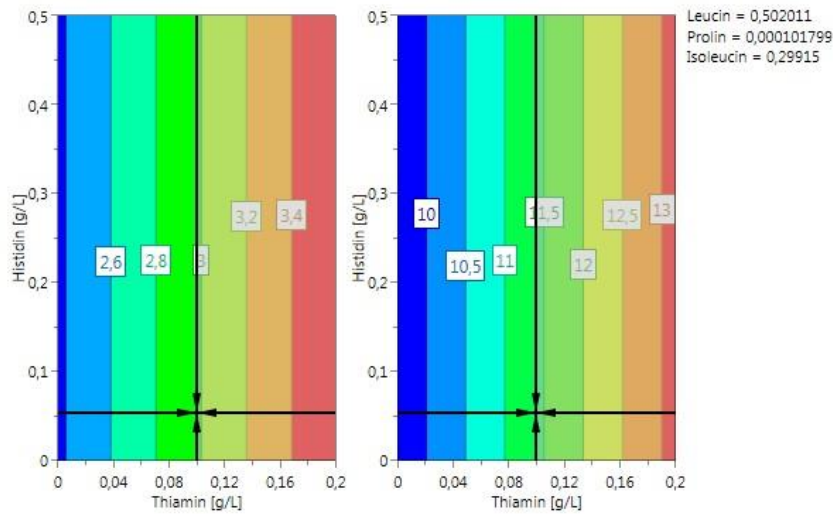 Leucin = 0,502011
Prolin = 0,000101799
Isoleucin = 0,29915
0,5
0,4
0,3
0,2
0,1
0
Histidin [g/L]
2,6
2,8
3
3,2
3,4
0 0,04 0,08 0,12 0,16 0,2
Thiamin [g/L]
0,5
0,4
0,3
0,2
0,1
0
Histidin [g/L]
10
10,5
11
11,5
12
12,5
13
0 0,04 0,08 0,12 0,16 0,2
Thiamin [g/L]